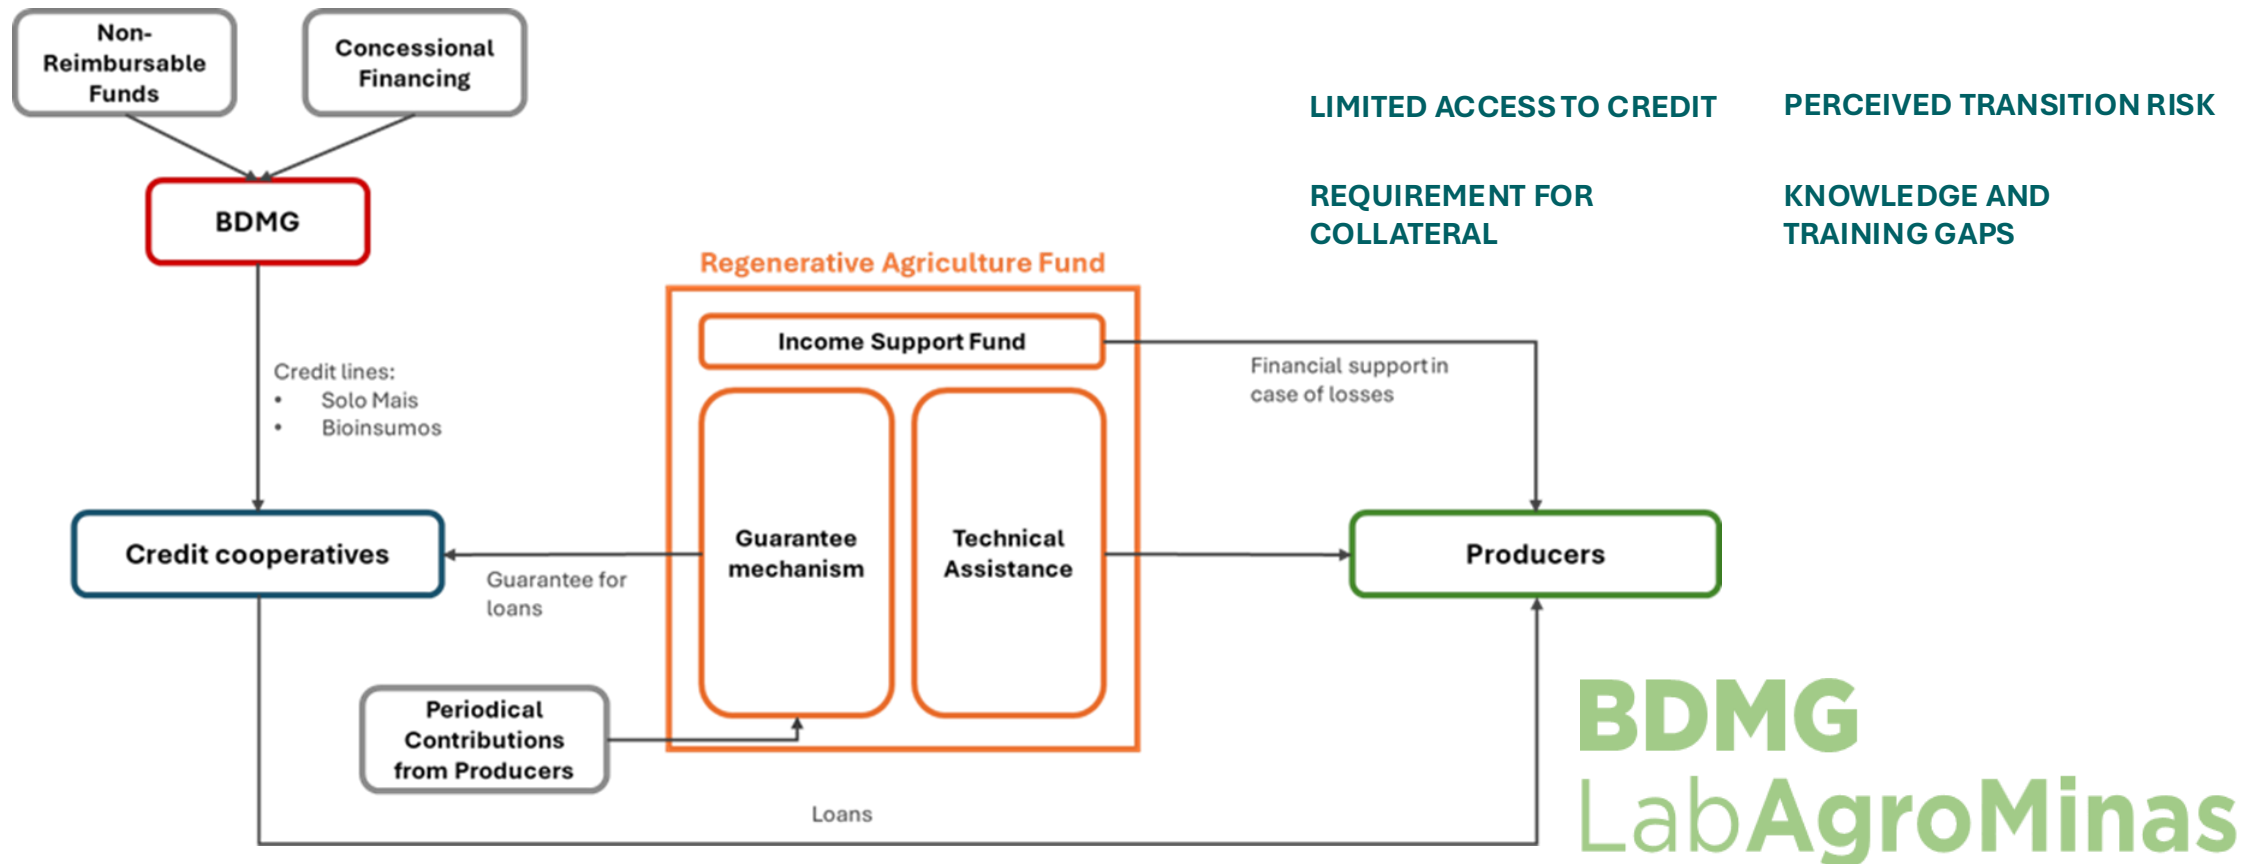 Non-
Reimbursable
Funds
Concessional
Financing
LIMITED ACCESS TO CREDIT
PERCEIVED TRANSITION RISK
REQUIREMENT FOR
COLLATERAL
KNOWLEDGE AND
TRAINING GAPS
BDMG
Regenerative Agriculture Fund
Income Support Fund
Financial support in
case of losses
Credit lines:
• Solo Mais
• Bioinsumos
Guarantee
mechanism
Technical
Assistance
Credit cooperatives
Producers
Guarantee for
loans
Periodical
Contributions
from Producers
Loans
BDMG
LabAgroMinas